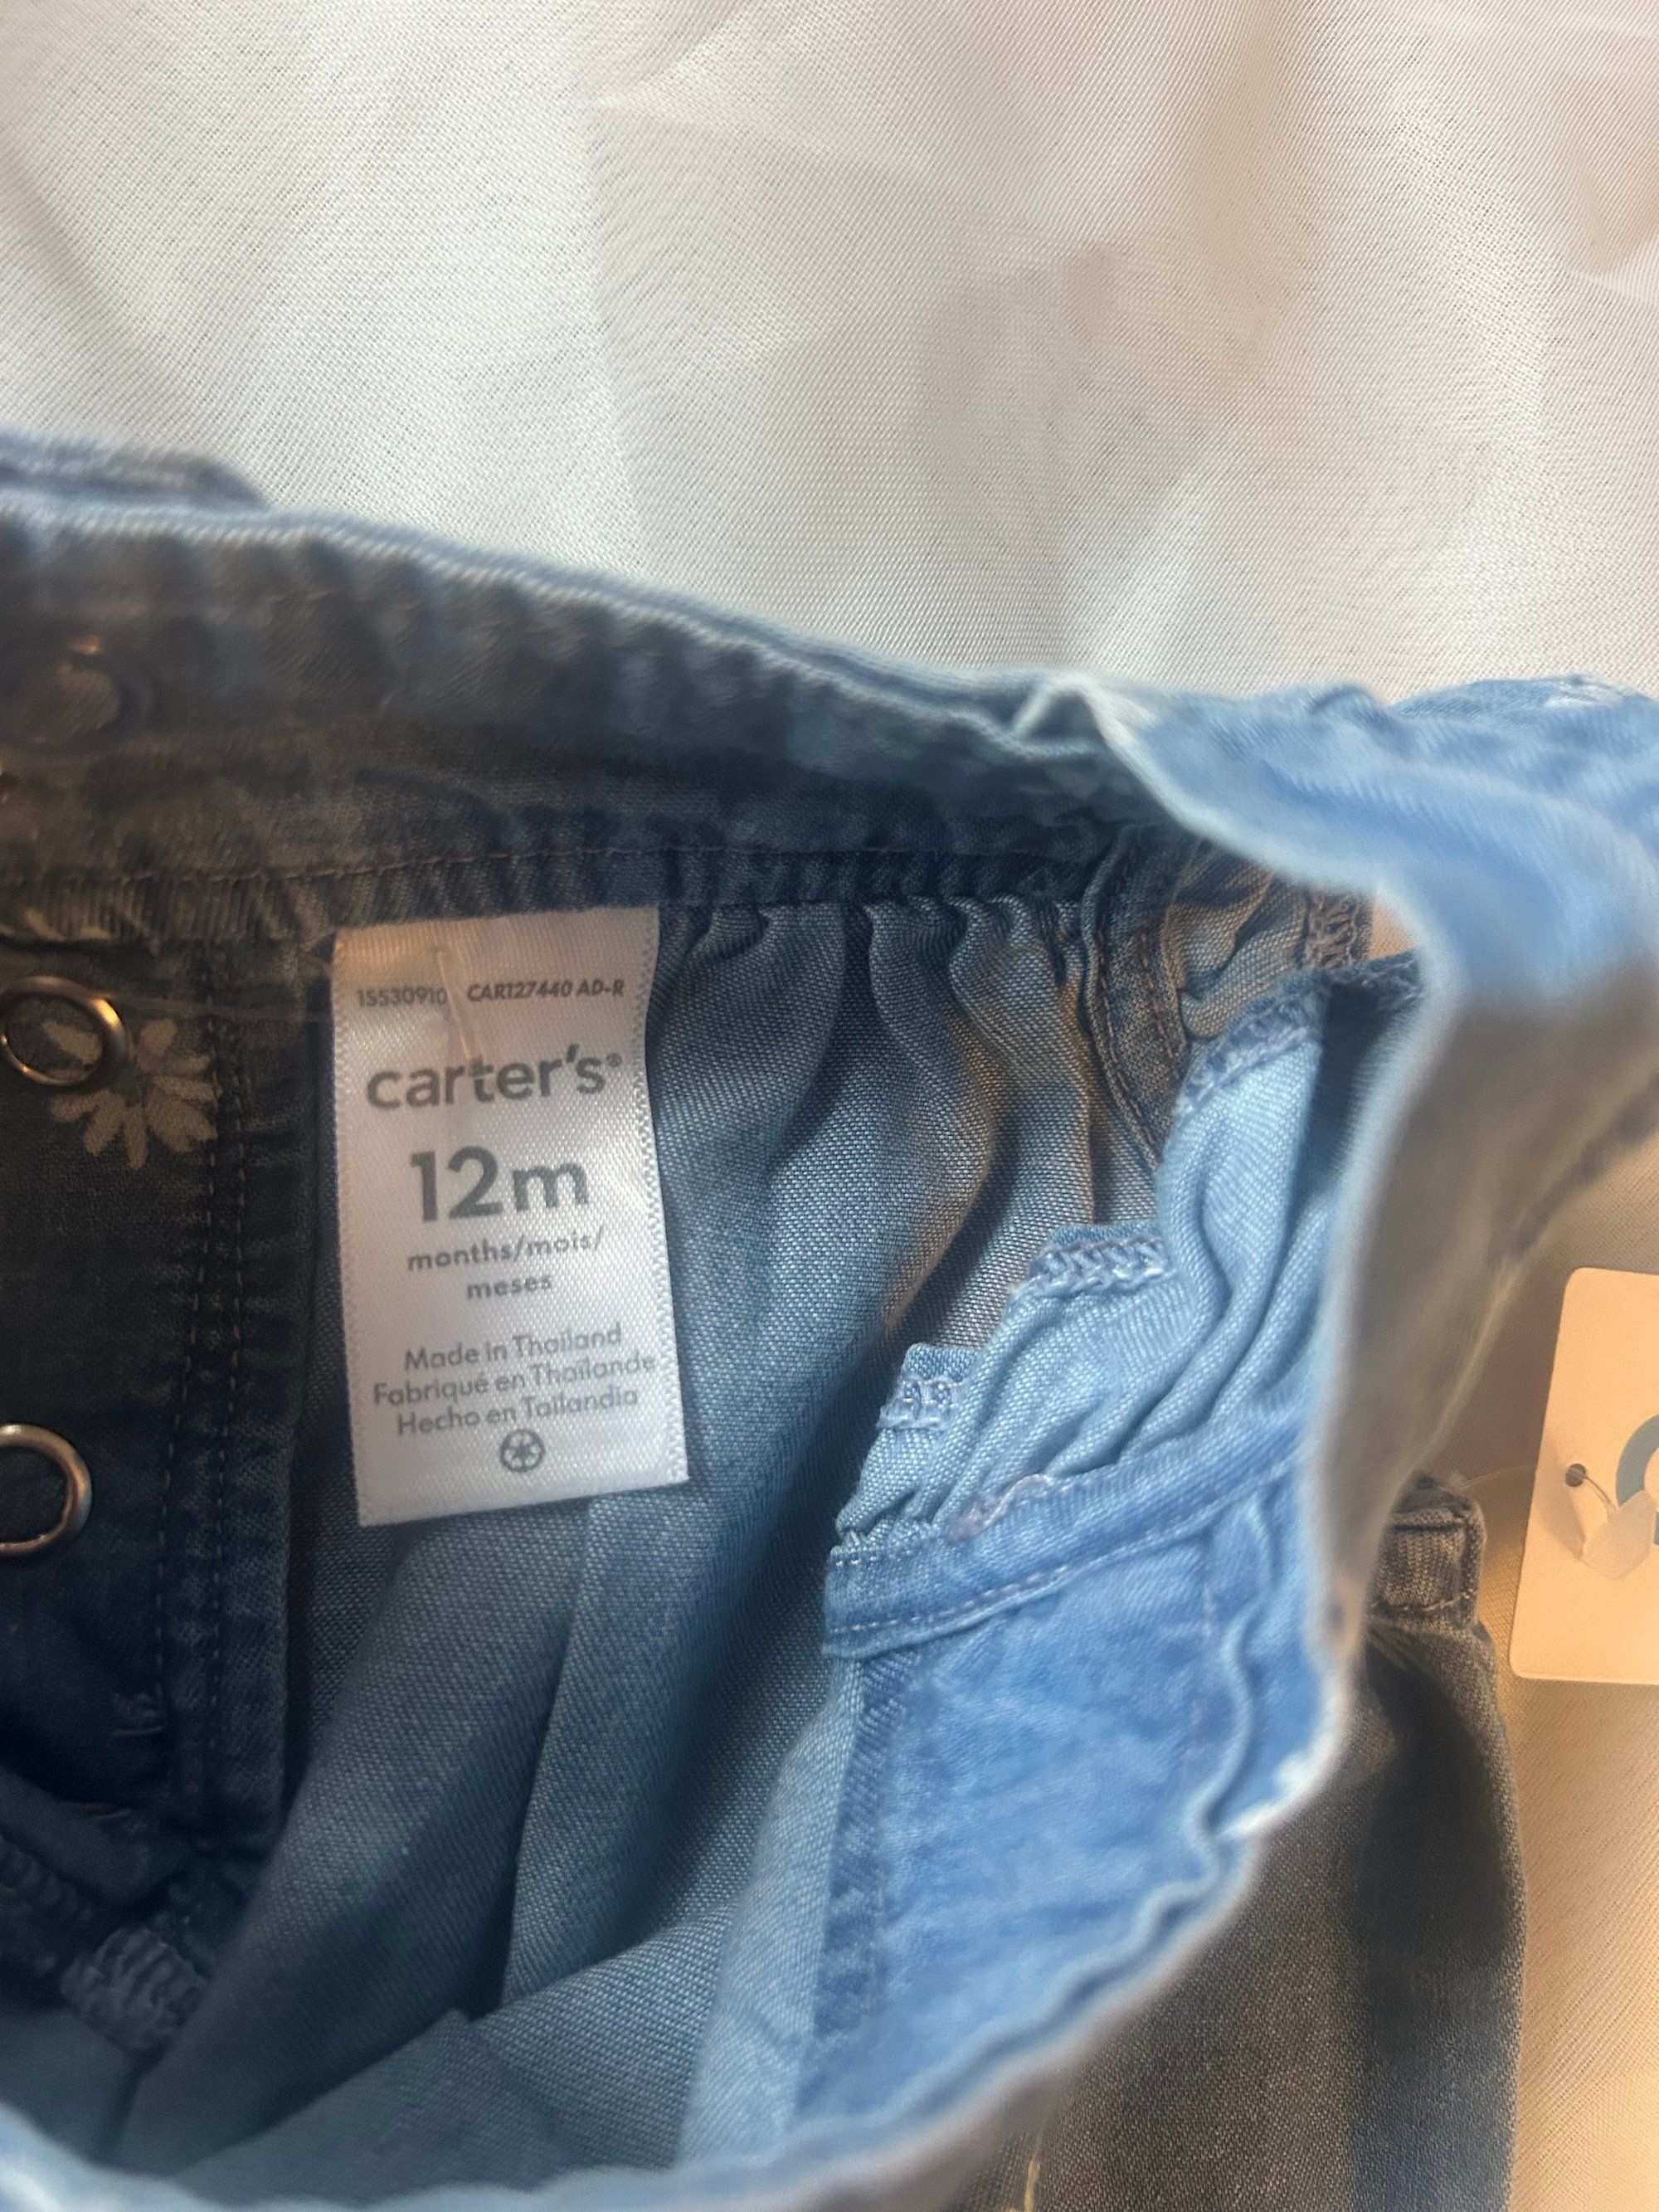 15530910 CAR127440 AD-R
carter's®
12m
months/mois/
meses
Made in Thailand
Fabriqué en Thaïlande
Hecho en Tailandia